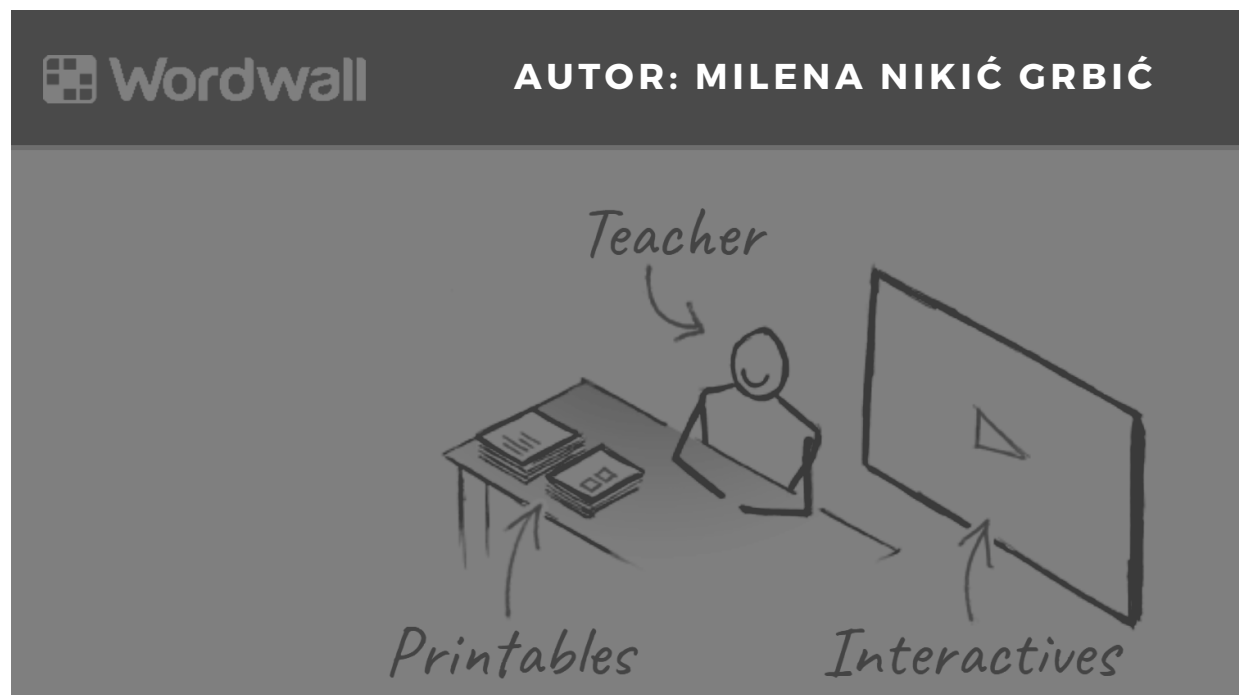 Wordwall
AUTOR: MILENA NIKIĆ GRBIĆ
Teacher
Printables
Interactives